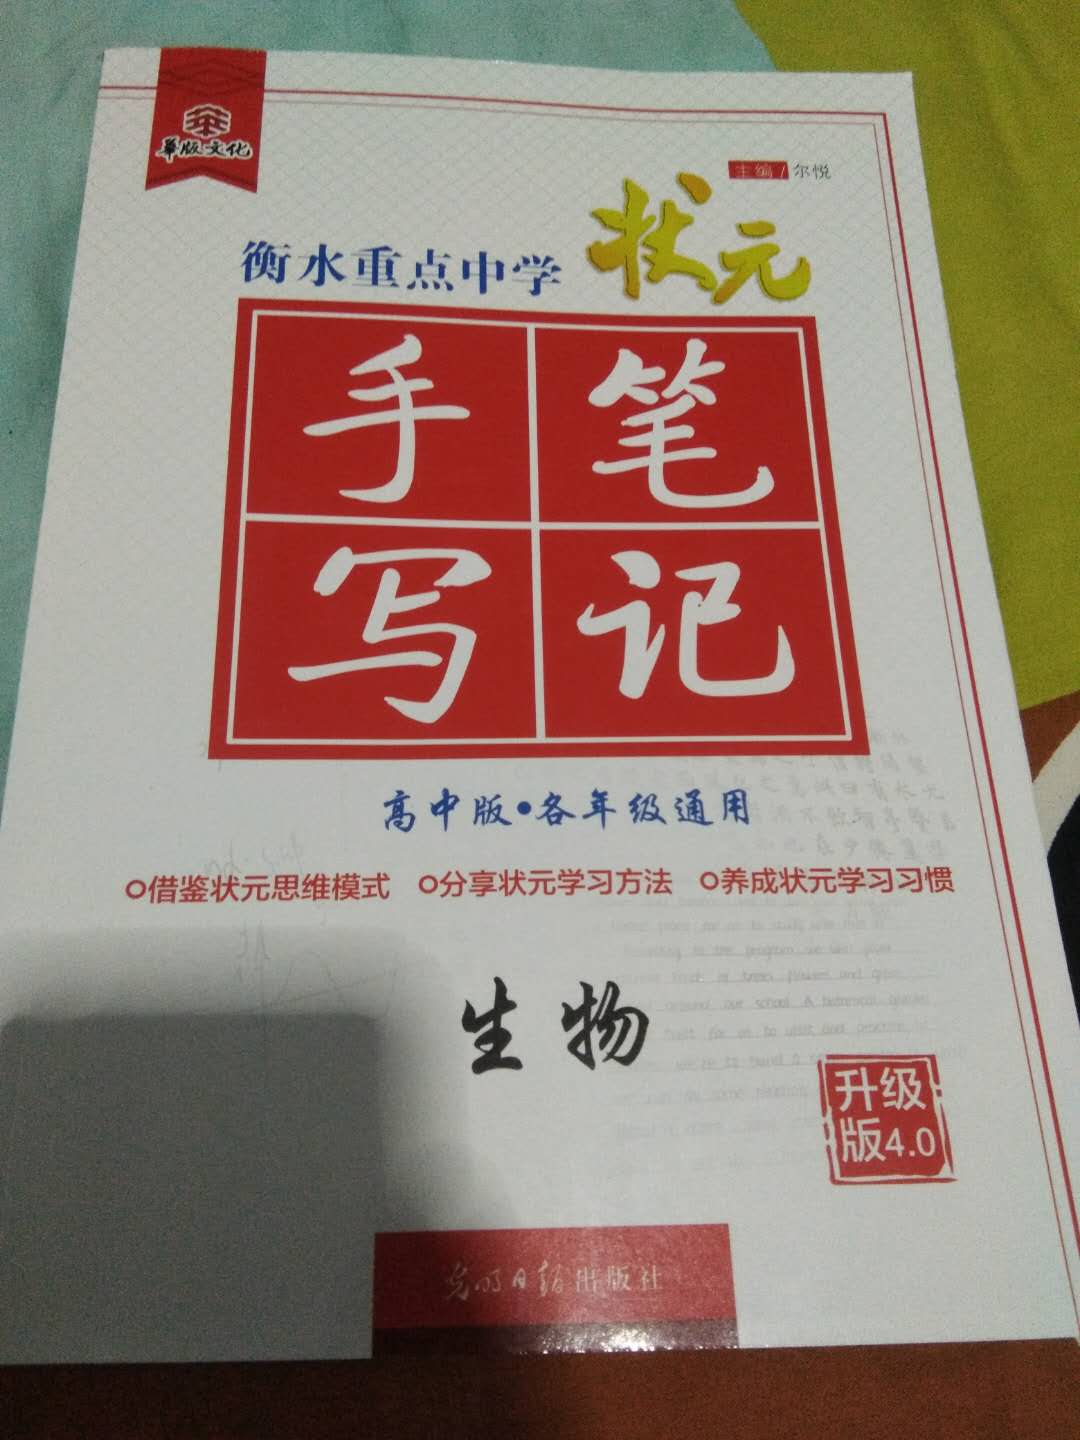 華版文化
主编/尔悦
衡水重点中学 状元
手笔
写记
高中版•各年级通用
借鉴状元思维模式 分享状元学习方法 养成状元学习习惯
生物
升级
版4.0
光明日报出版社